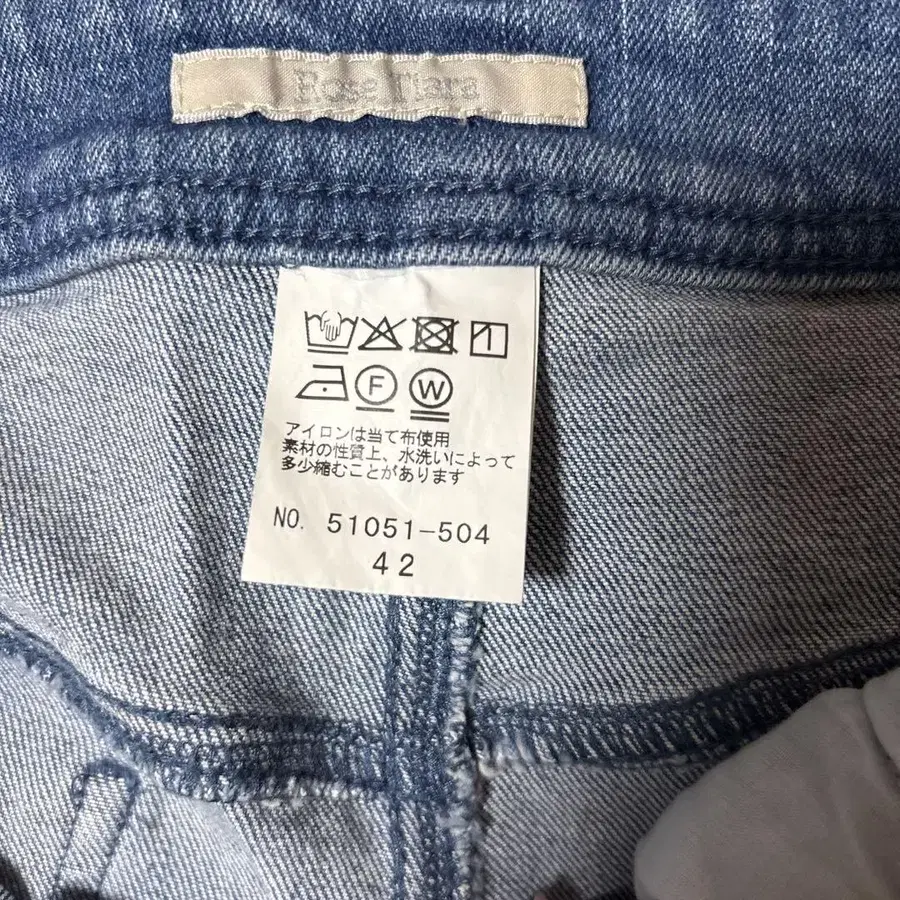 Rose Tiara
F W
アイロンは当て布使用
素材の性質上、水洗いによって
多少縮むことがあります
NO. 51051-504
42